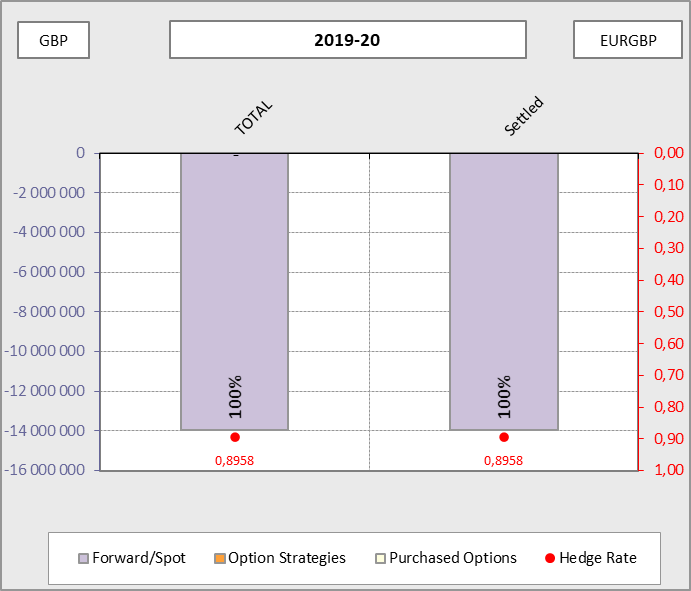 GBP
2019-20
EURGBP
TOTAL
Settled
0
-2 000 000
-4 000 000
-6 000 000
-8 000 000
-10 000 000
-12 000 000
-14 000 000
-16 000 000
-
100%
100%
0,8958
0,8958
0,00
0,10
0,20
0,30
0,40
0,50
0,60
0,70
0,80
0,90
1,00
Forward/Spot
Option Strategies
Purchased Options
Hedge Rate